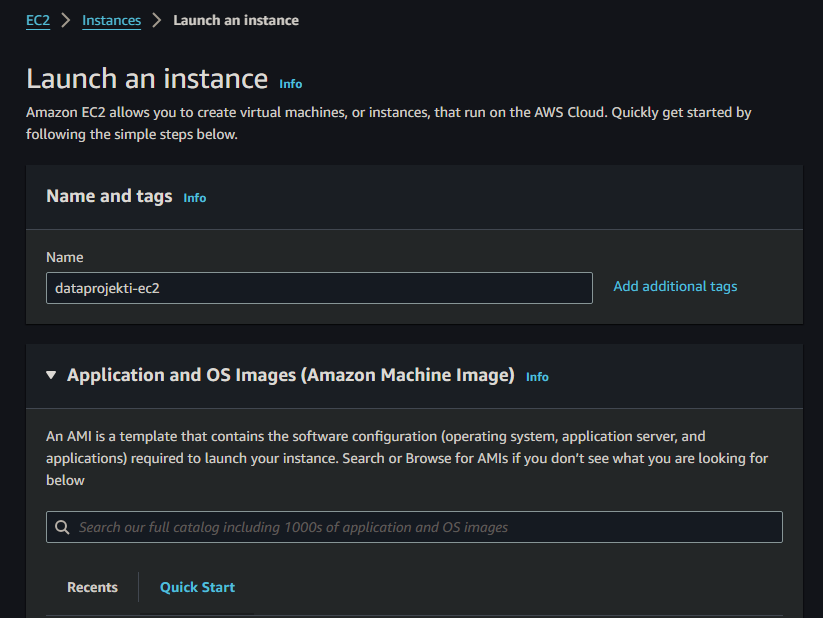 EC2 > Instances > Launch an instance
Launch an instance Info
Amazon EC2 allows you to create virtual machines, or instances, that run on the AWS Cloud. Quickly get started by
following the simple steps below.
Name and tags Info
Name
dataprojekti-ec2 Add additional tags
Application and OS Images (Amazon Machine Image) Info
An AMI is a template that contains the software configuration (operating system, application server, and
applications) required to launch your instance. Search or Browse for AMIs if you don’t see what you are looking for
below
Search our full catalog including 1000s of application and OS images
Recents Quick Start